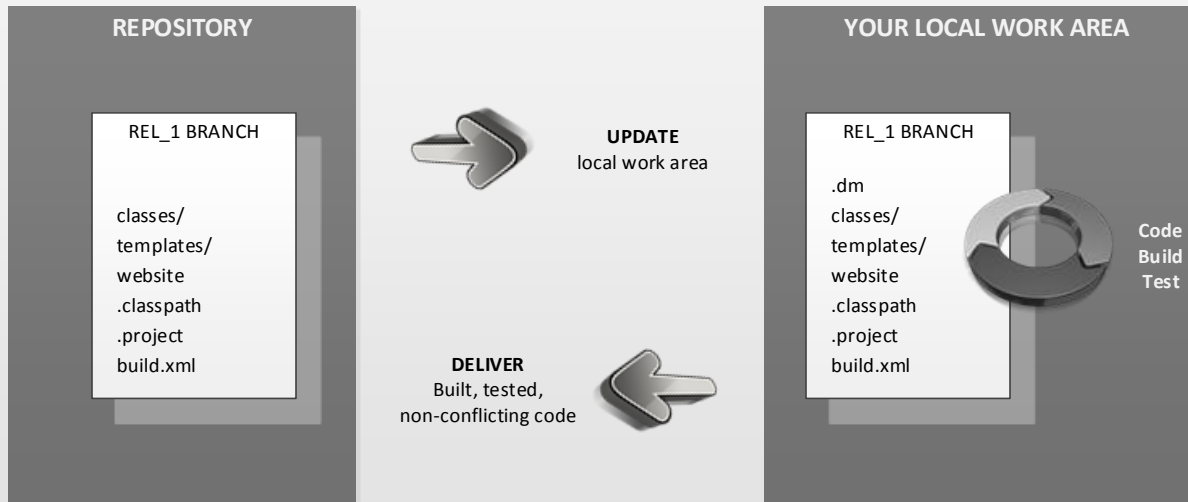 REPOSITORY
REL_1 BRANCH
classes/
templates/
website
.classpath
.project
build.xml
UPDATE
local work area
DELIVER
Built, tested,
non-conflicting code
YOUR LOCAL WORK AREA
REL_1 BRANCH
.dm
classes/
templates/
website
.classpath
.project
build.xml
Code
Build
Test